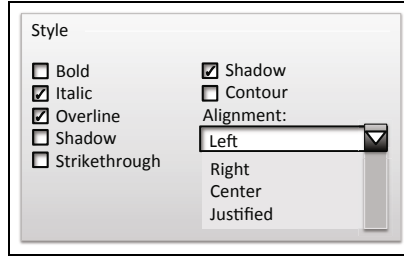 Style
Bold
Italic
Overline
Shadow
Strikethrough
Shadow
Contour
Alignment:
Left
Right
Center
Justified